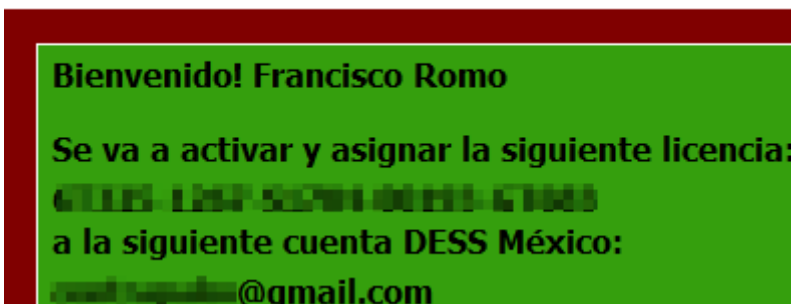 Bienvenido! Francisco Romo
Se va a activar y asignar la siguiente licencia:
a la siguiente cuenta DESS México:
@gmail.com